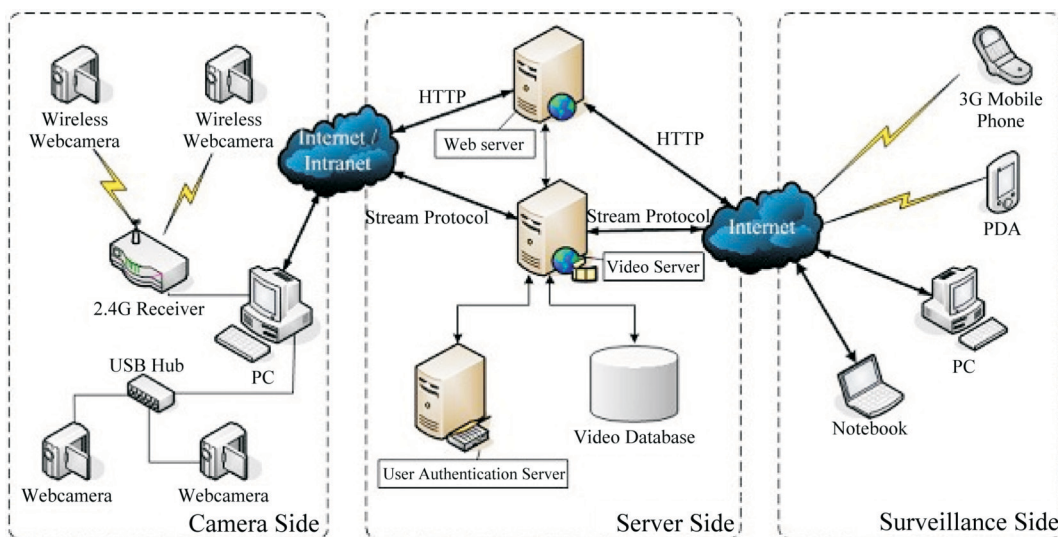 Wireless
Webcamera
Wireless
Webcamera
2.4G Receiver
PC
USB Hub
Webcamera
Webcamera
Camera Side
Internet /
Intranet
HTTP
Web server
HTTP
Stream Protocol
Stream Protocol
Video Server
User Authentication Server
Video Database
Server Side
Internet
3G Mobile
Phone
PDA
PC
Notebook
Surveillance Side